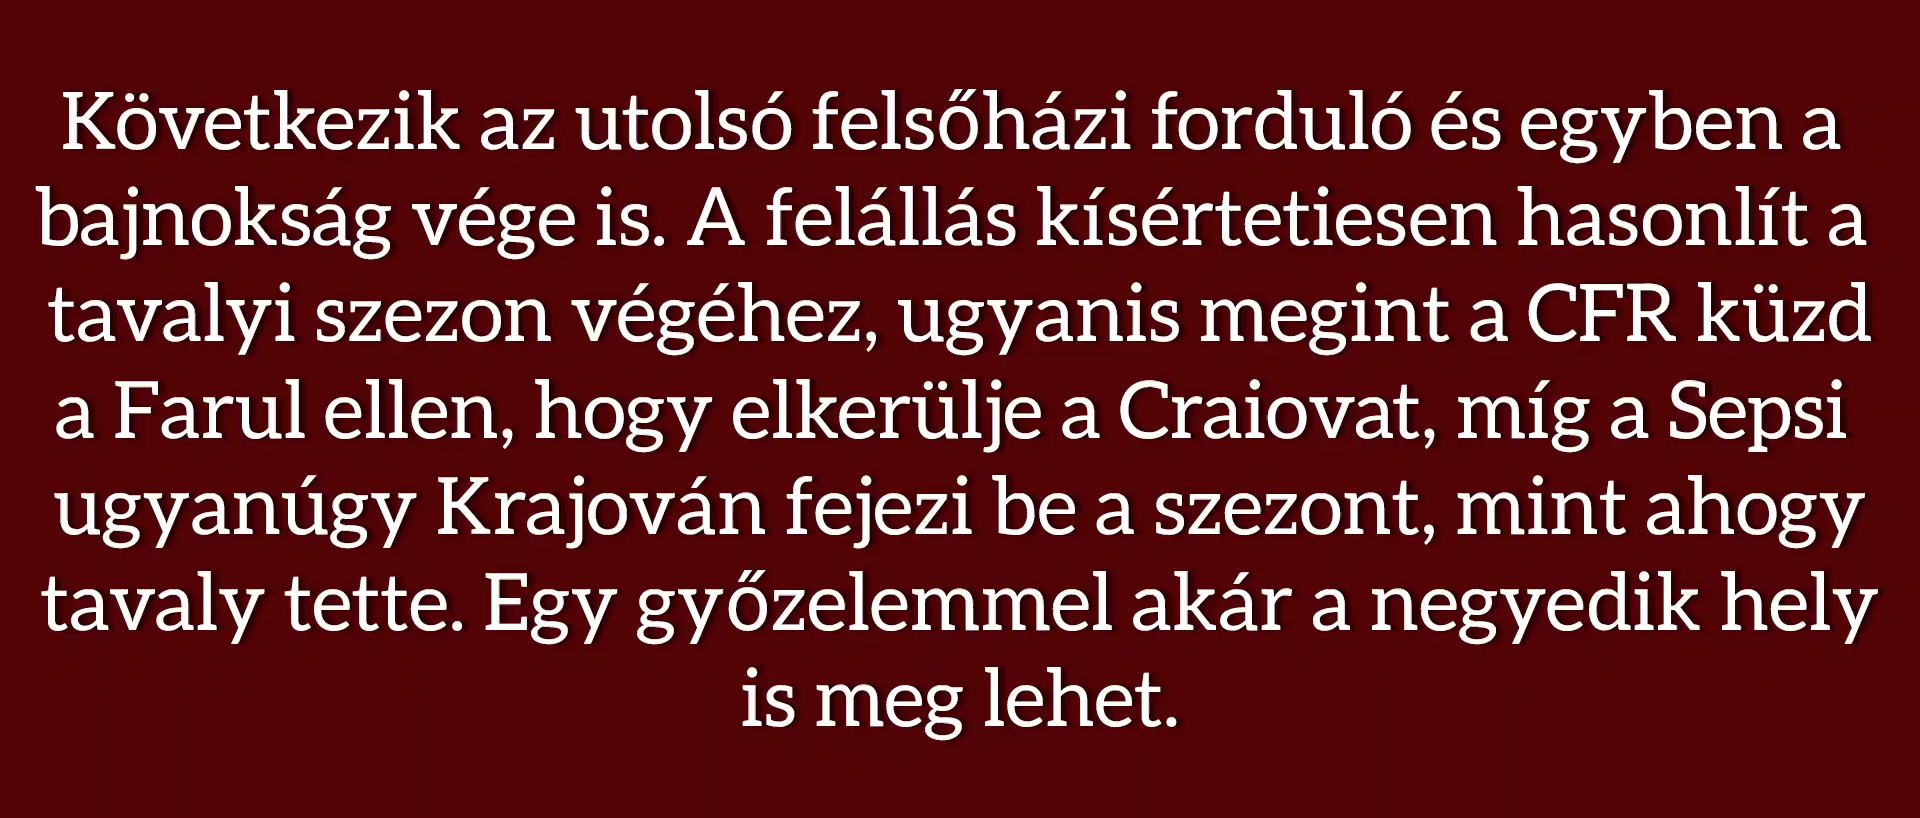 Következik az utolsó felsőházi forduló és egyben a
bajnokság vége is. A felállás kísértetiesen hasonlít a
tavalyi szezon végéhez, ugyanis megint a CFR küzd
a Farul ellen, hogy elkerülje a Craiovat, míg a Sepsi
ugyanúgy Krajován fejezi be a szezont, mint ahogy
tavaly tette. Egy győzelemmel akár a negyedik hely
is meg lehet.